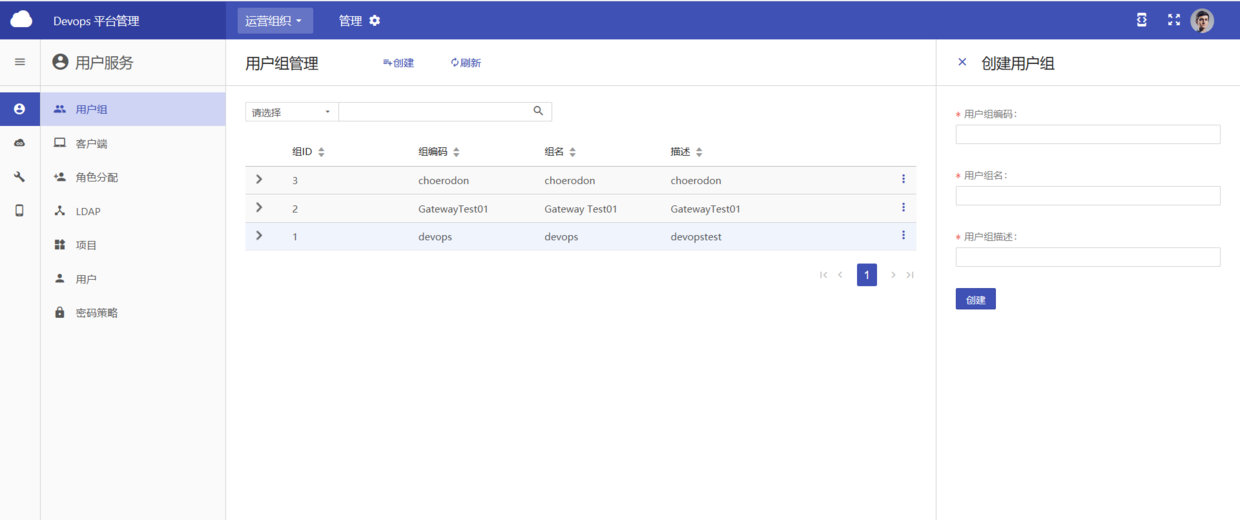 Devops 平台管理
运营组织
管理
用户服务
用户组
客户端
角色分配
LDAP
项目
用户
密码策略
用户组管理
创建
刷新
请选择
组ID 组编码 组名 描述
3 choerodon choerodon choerodon
2 GatewayTest01 Gateway Test01 GatewayTest01
1 devops devops devopstest
1
创建用户组
* 用户组编码:
* 用户组名:
* 用户组描述:
创建